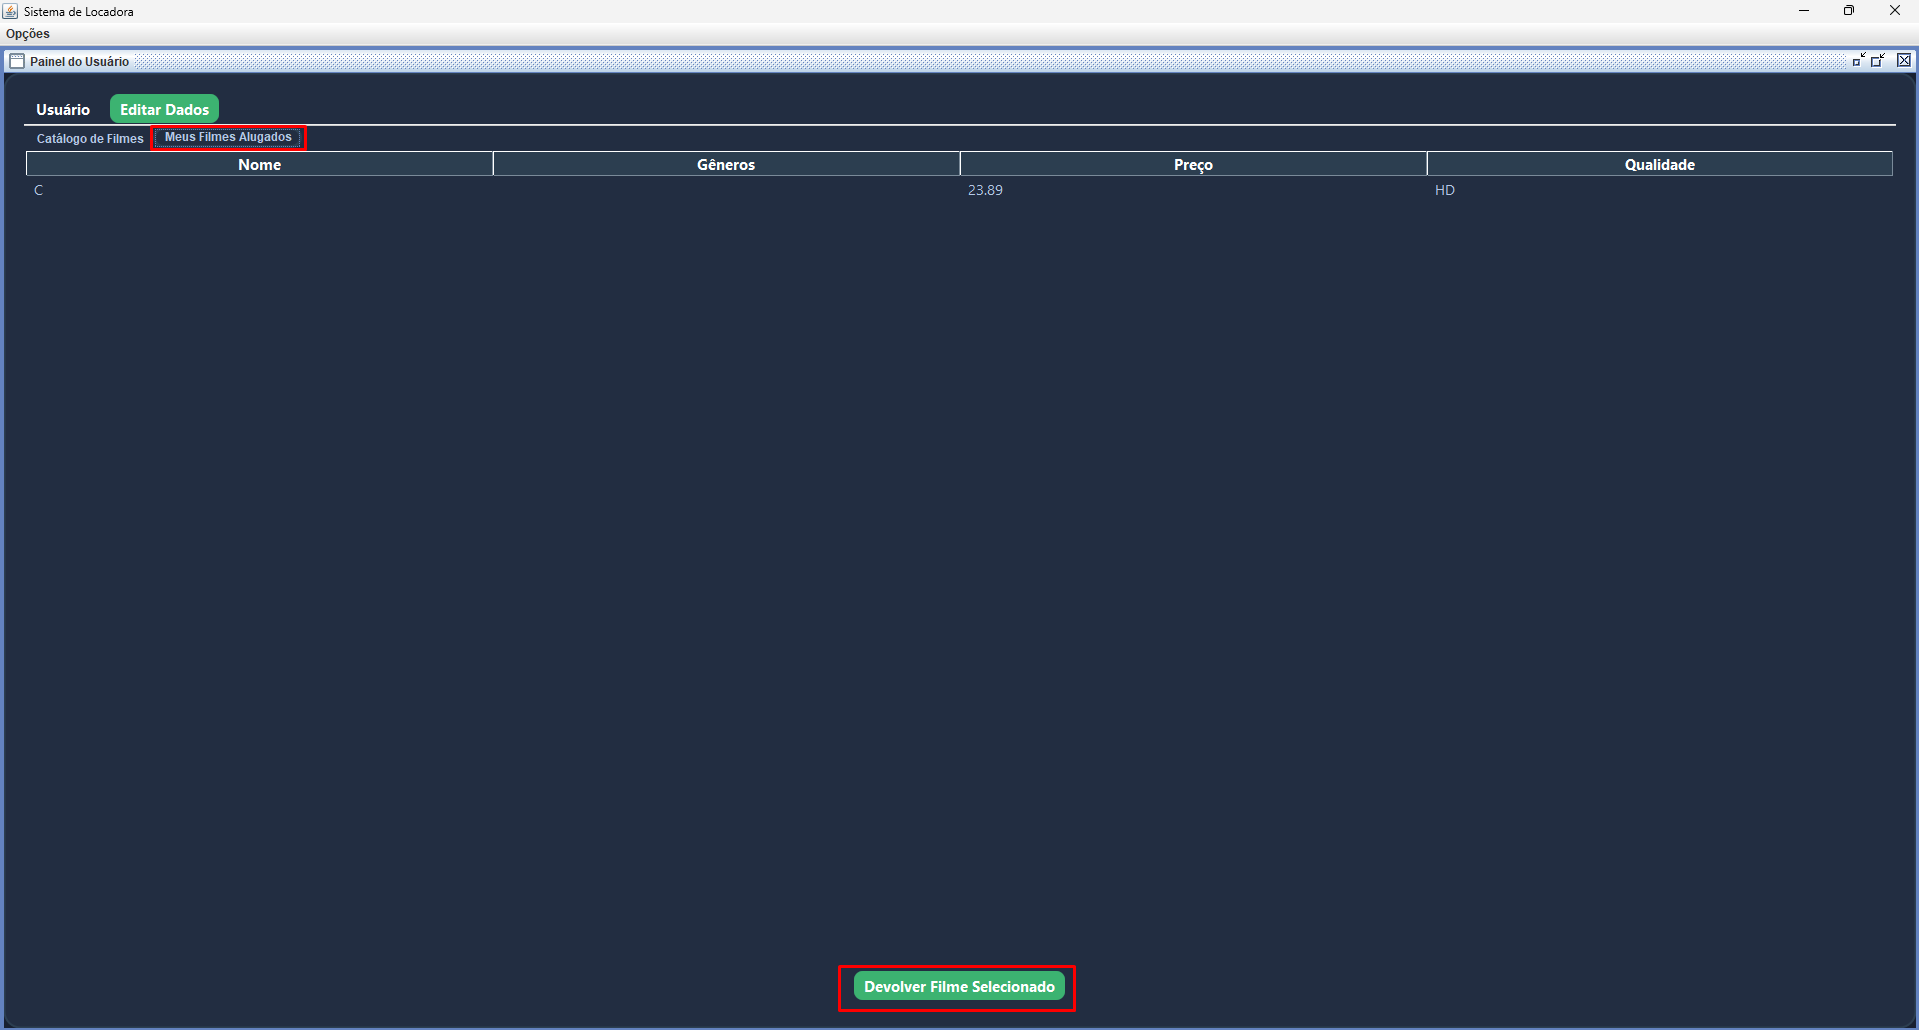 Sistema de Locadora
Opções
Painel do Usuário
Usuário Editar Dados
Catálogo de Filmes Meus Filmes Alugados
Nome Gêneros Preço Qualidade
C 23.89 HD
Devolver Filme Selecionado